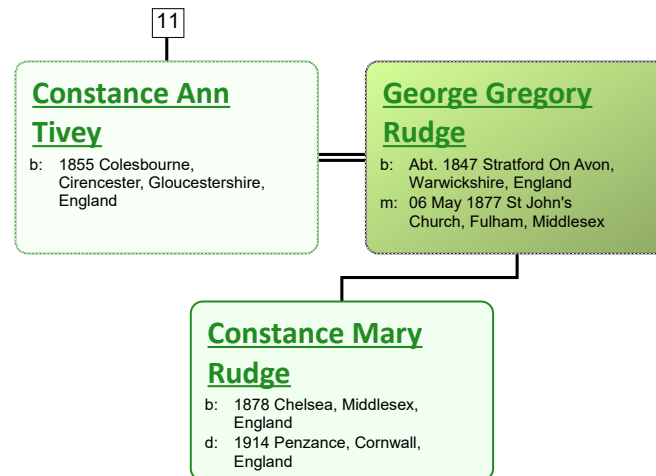 11
Constance Ann
Tivey
b: 1855 Colesbourne,
Cirencester, Gloucestershire,
England
George Gregory
Rudge
b: Abt. 1847 Stratford On Avon,
Warwickshire, England
m: 06 May 1877 St John's
Church, Fulham, Middlesex
Constance Mary
Rudge
b: 1878 Chelsea, Middlesex,
England
d: 1914 Penzance, Cornwall,
England